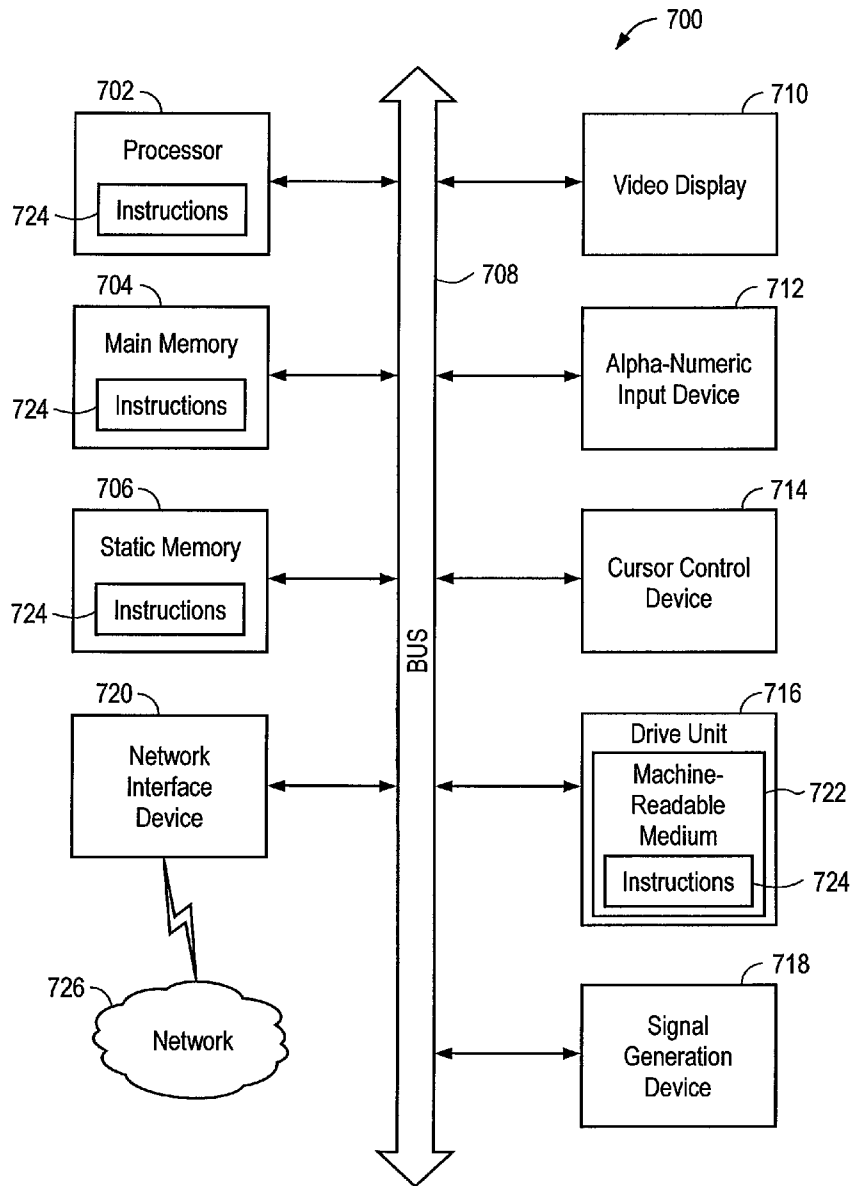 700
702
Processor
724
Instructions
704
Main Memory
724
Instructions
706
Static Memory
724
Instructions
720
Network
Interface
Device
726
Network
BUS
708
710
Video Display
712
Alpha-Numeric
Input Device
714
Cursor Control
Device
716
Drive Unit
Machine-
Readable
Medium
722
Instructions
724
718
Signal
Generation
Device